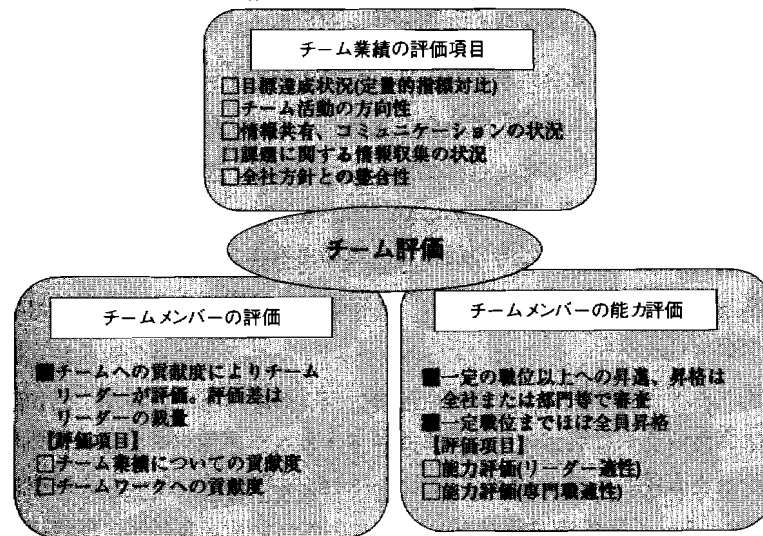 チーム業績の評価項目
□目標達成状況(定量的指標対比)
□チーム活動の方向性
□情報共有、コミュニケーションの状況
□課題に関する情報収集の状況
□全社方針との整合性
チーム評価
チームメンバーの評価
■チームへの貢献度によりチーム
リーダーが評価。評価差は
リーダーの裁量
【評価項目】
□チーム業績についての貢献度
□チームワークへの貢献度
チームメンバーの能力評価
■一定の職位以上への昇進、昇格は
全社または部門等で審査
■一定職位までほぼ全員昇格
【評価項目】
□能力評価(リーダー適性)
□能力評価(専門職適性)